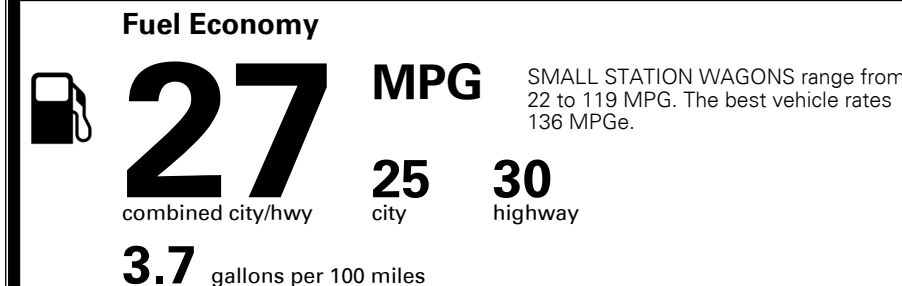 Fuel Economy
27
MPG
SMALL STATION WAGONS range from
22 to 119 MPG. The best vehicle rates
136 MPGe.
combined city/hwy
25
city
30
highway
3.7 gallons per 100 miles